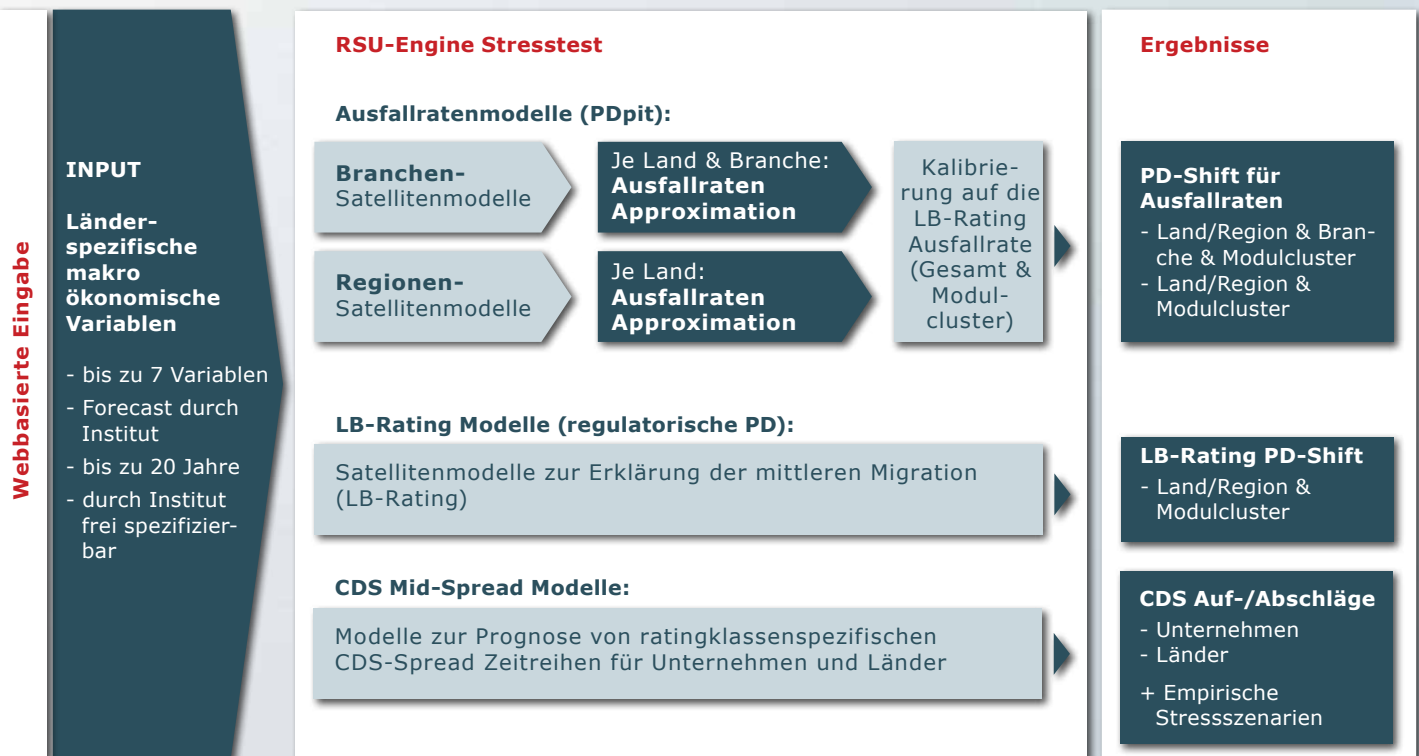 Webbasierte Eingabe
INPUT
Länder-
spezifische
makro
ökonomische
Variablen
- bis zu 7 Variablen
- Forecast durch
Institut
- bis zu 20 Jahre
- durch Institut
frei spezifizier-
bar
RSU-Engine Stresstest
Ausfallratenmodelle (PDpit):
Branchen-
Satellitenmodelle
Je Land & Branche:
Ausfallraten
Approximation
Regionen-
Satellitenmodelle
Je Land:
Ausfallraten
Approximation
Kalibrie-
rung auf die
LB-Rating
Ausfallrate
(Gesamt &
Modul-
cluster)
LB-Rating Modelle (regulatorische PD):
Satellitenmodelle zur Erklärung der mittleren Migration
(LB-Rating)
CDS Mid-Spread Modelle:
Modelle zur Prognose von ratingklassenspezifischen
CDS-Spread Zeitreihen für Unternehmen und Länder
Ergebnisse
PD-Shift für
Ausfallraten
- Land/Region & Bran-
che & Modulcluster
- Land/Region &
Modulcluster
LB-Rating PD-Shift
- Land/Region &
Modulcluster
CDS Auf-/Abschläge
- Unternehmen
- Länder
+ Empirische
Stressszenarien